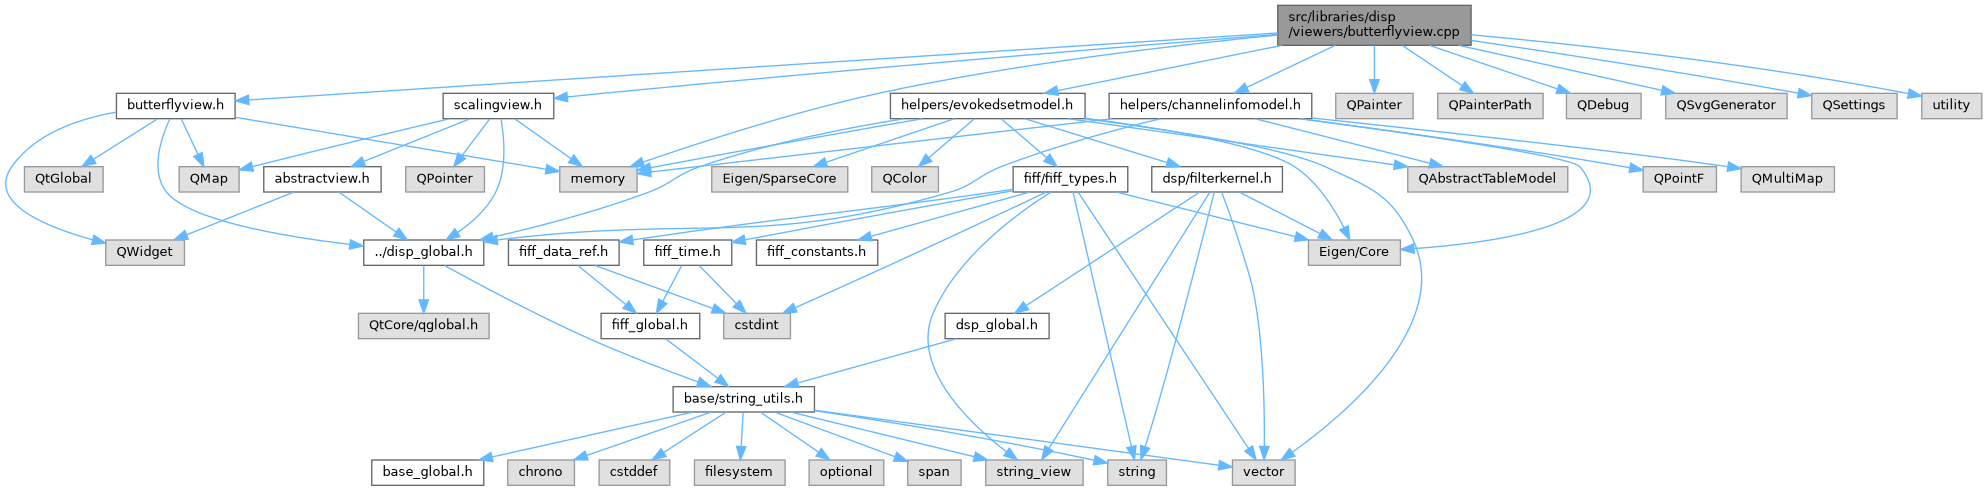 src/libraries/disp
/viewers/butterflyview.cpp
butterflyview.h
scalingview.h
helpers/evokedsetmodel.h
helpers/channelinfomodel.h
QPainter
QPainterPath
QDebug
QSvgGenerator
QSettings
utility
QtGlobal
QMap
abstractview.h
QPointer
memory
Eigen/SparseCore
QColor
fiff/fiff_types.h
dsp/filterkernel.h
QAbstractTableModel
QPointF
QMultiMap
QWidget
../disp_global.h
fiff_data_ref.h
fiff_time.h
fiff_constants.h
Eigen/Core
QtCore/qglobal.h
fiff_global.h
cstdint
dsp_global.h
base/string_utils.h
base_global.h
chrono
cstddef
filesystem
optional
span
string_view
string
vector